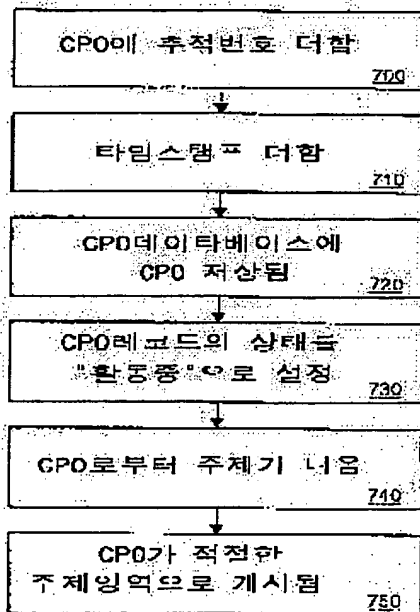 CPO에 추적번호 더함
700
타임스탬프 더함
710
CPO데이타베이스에
CPO 저장됨
720
CPO레코드의 상태를
"활동중"으로 설정
730
CPO로부터 주제가 나옴
740
CPO가 적절한
주제영역으로 게시됨
750